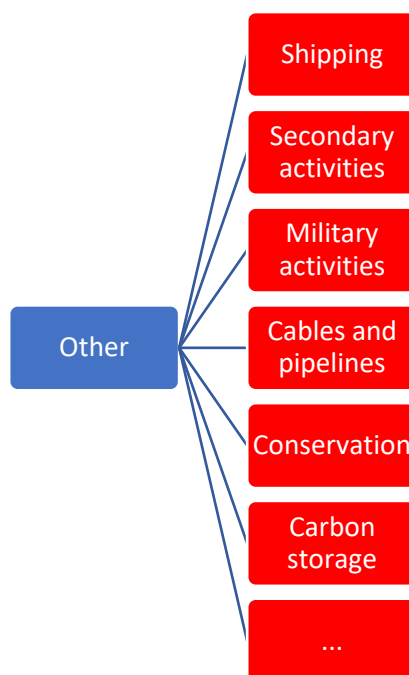 Shipping
Secondary
activities
Military
activities
Other
Cables and
pipelines
Conservation
Carbon
storage
...